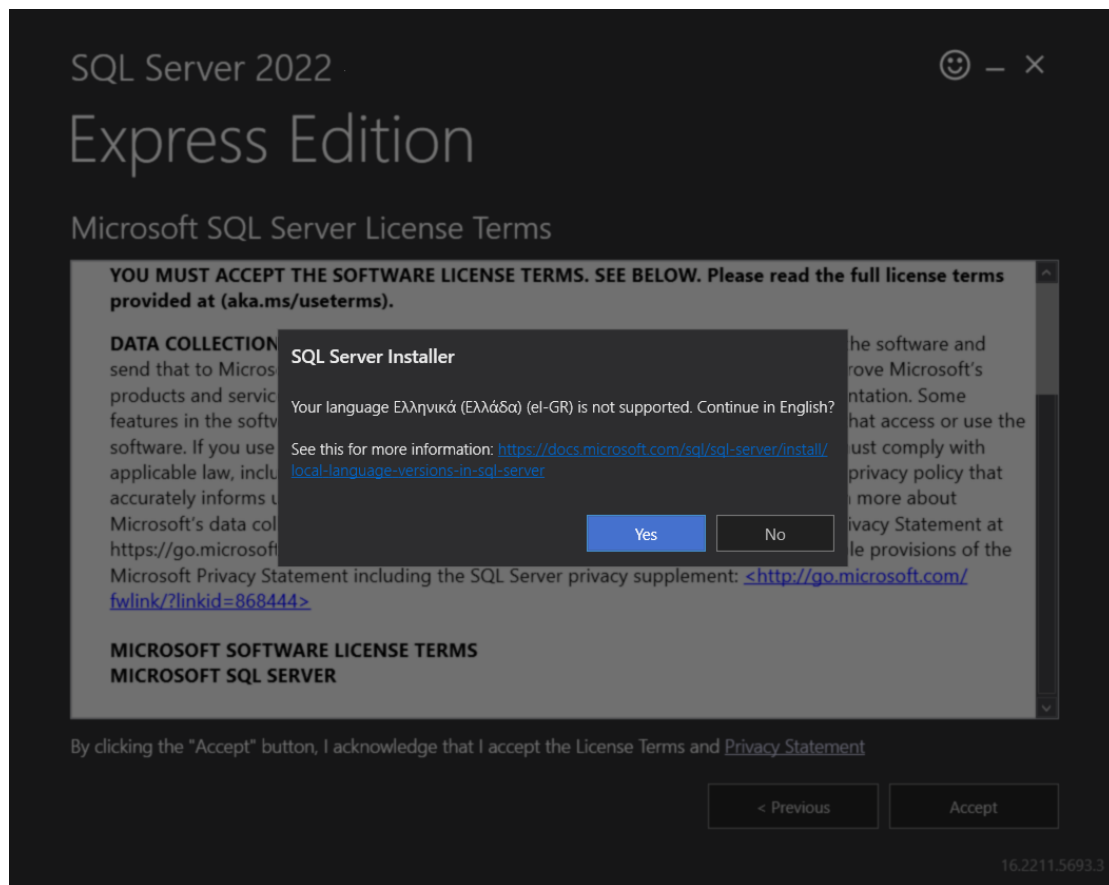 SQL Server 2022
Express Edition
Microsoft SQL Server License Terms
YOU MUST ACCEPT THE SOFTWARE LICENSE TERMS. SEE BELOW. Please read the full license terms
provided at (aka.ms/useterms).
DATA COLLECTION he software and
send that to Micros rove Microsoft's
products and servic ntation. Some
features in the softw hat access or use the
software. If you use ust comply with
applicable law, inclu privacy policy that
accurately informs u more about
Microsoft's data col ivacy Statement at
https://go.microsoft le provisions of the
Microsoft Privacy Statement including the SQL Server privacy supplement: <http://go.microsoft.com/
fwlink/?linkid=868444>
MICROSOFT SOFTWARE LICENSE TERMS
MICROSOFT SQL SERVER
SQL Server Installer
Your language Ελληνικά (Ελλάδα) (el-GR) is not supported. Continue in English?
See this for more information: https://docs.microsoft.com/sql/sql-server/install/
local-language-versions-in-sql-server
Yes No
By clicking the "Accept" button, I acknowledge that I accept the License Terms and Privacy Statement
< Previous Accept
16.2211.5693.3